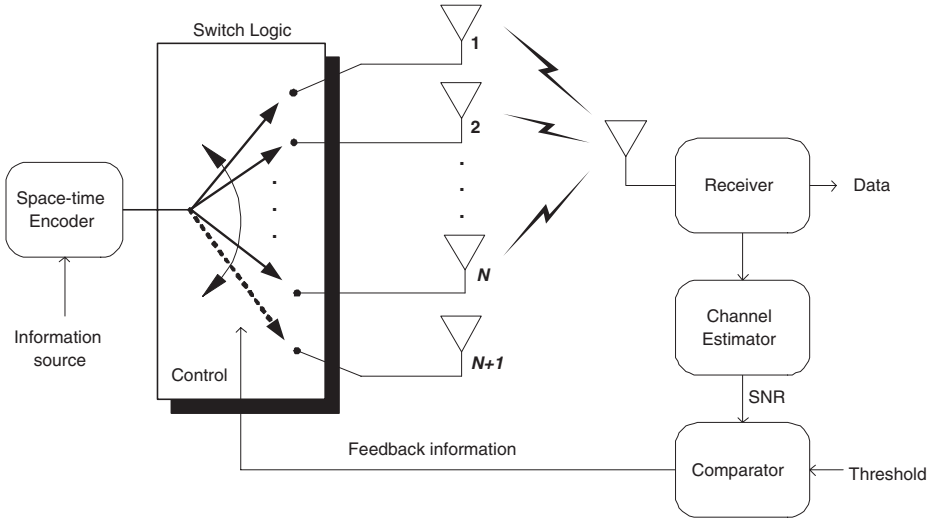 Switch Logic
1
2
N
N+1
Space-time
Encoder
Information
source
Control
Receiver
Data
Channel
Estimator
SNR
Feedback information
Comparator
Threshold